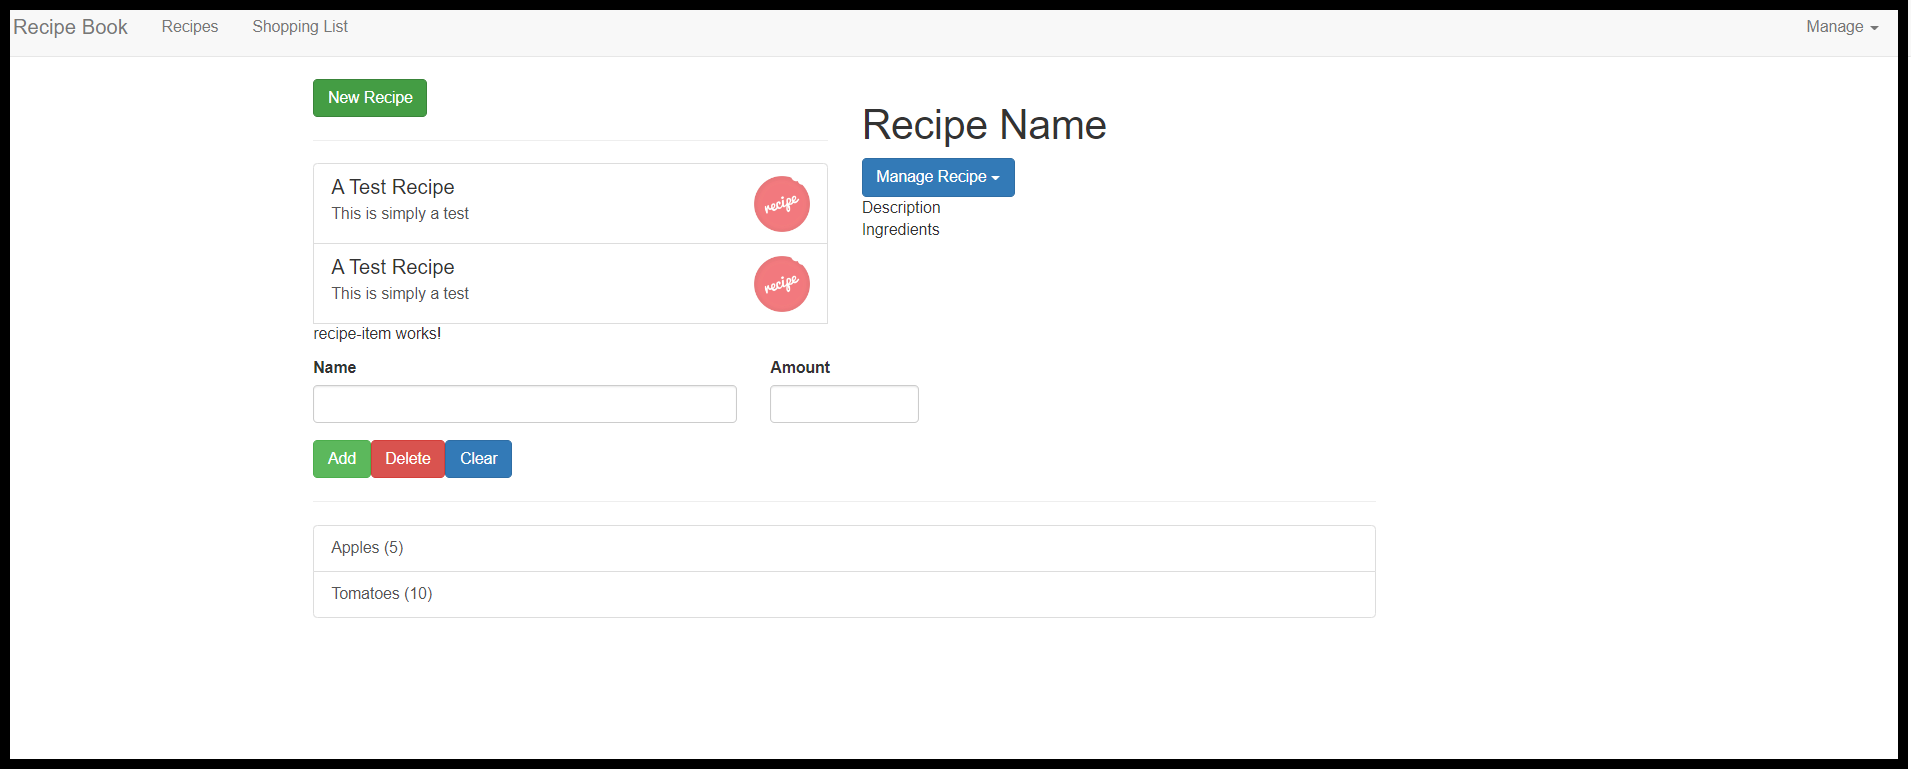 Recipe Book Recipes Shopping List Manage
New Recipe
A Test Recipe
This is simply a test
recipe
A Test Recipe
This is simply a test
recipe
recipe-item works!
Recipe Name
Manage Recipe
Description
Ingredients
Name Amount
Add Delete Clear
Apples (5)
Tomatoes (10)